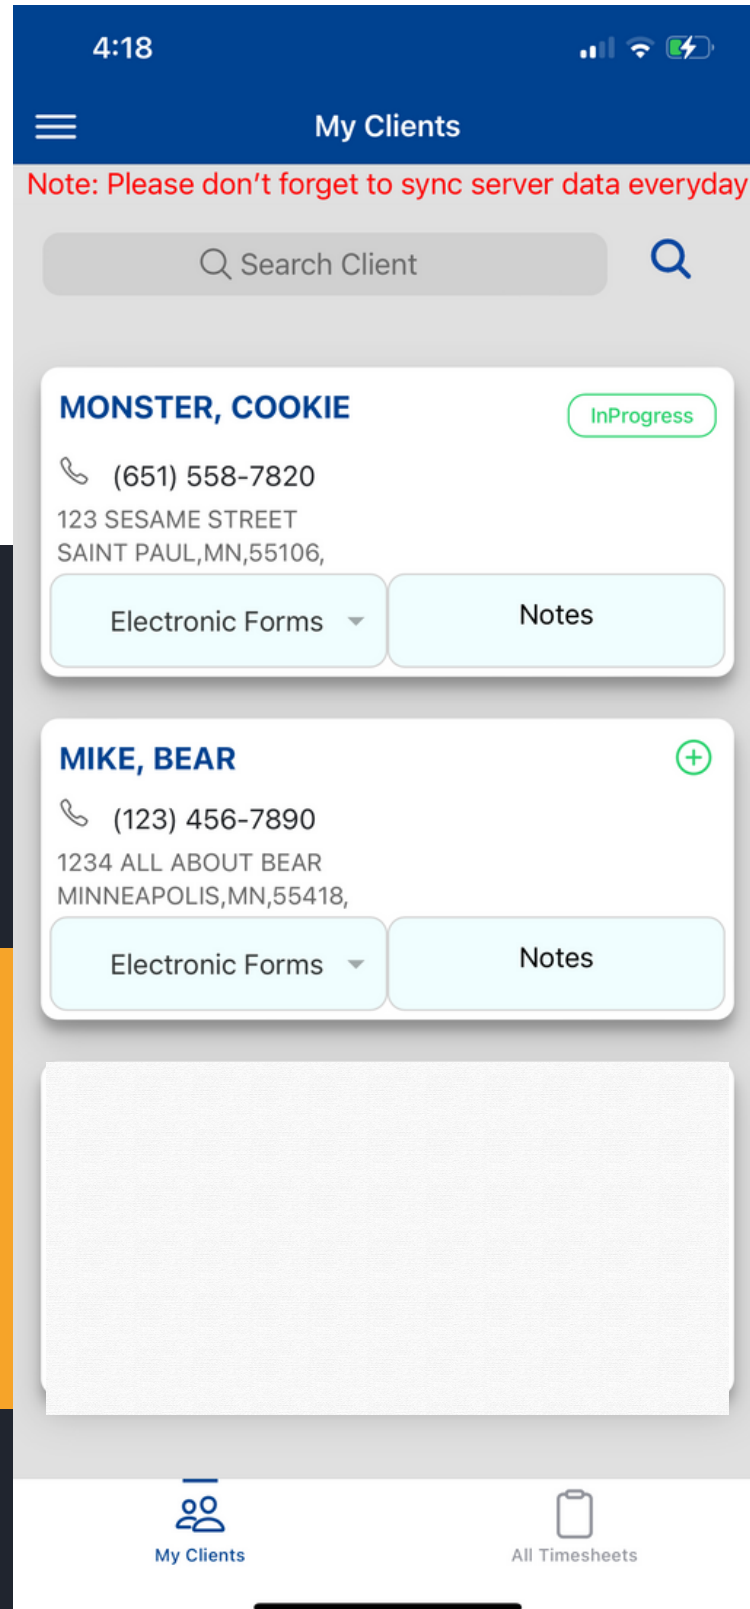 4:18
My Clients
Note: Please don't forget to sync server data everyday
Search Client
MONSTER, COOKIE
InProgress
(651) 558-7820
123 SESAME STREET
SAINT PAUL,MN,55106,
Electronic Forms
Notes
MIKE, BEAR
(123) 456-7890
1234 ALL ABOUT BEAR
MINNEAPOLIS,MN,55418,
Electronic Forms
Notes
My Clients
All Timesheets